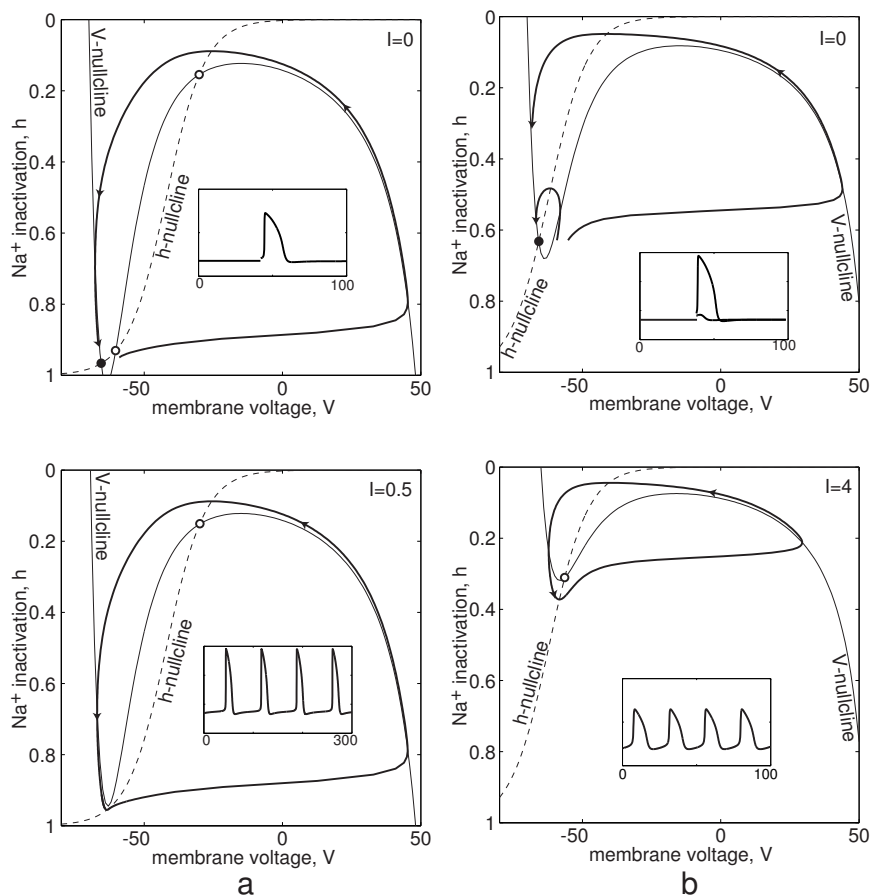 I=0
V-nullcline
h-nullcline
0
0.2
0.4
0.6
0.8
1
Na+ inactivation, h
0
100
-50
0
50
membrane voltage, V
I=0
V-nullcline
h-nullcline
0
0.2
0.4
0.6
0.8
1
Na+ inactivation, h
0
100
-50
0
50
membrane voltage, V
I=0.5
V-nullcline
h-nullcline
0
0.2
0.4
0.6
0.8
1
Na+ inactivation, h
0
300
-50
0
50
membrane voltage, V
a
I=4
V-nullcline
h-nullcline
0
0.2
0.4
0.6
0.8
1
Na+ inactivation, h
0
100
-50
0
50
membrane voltage, V
b